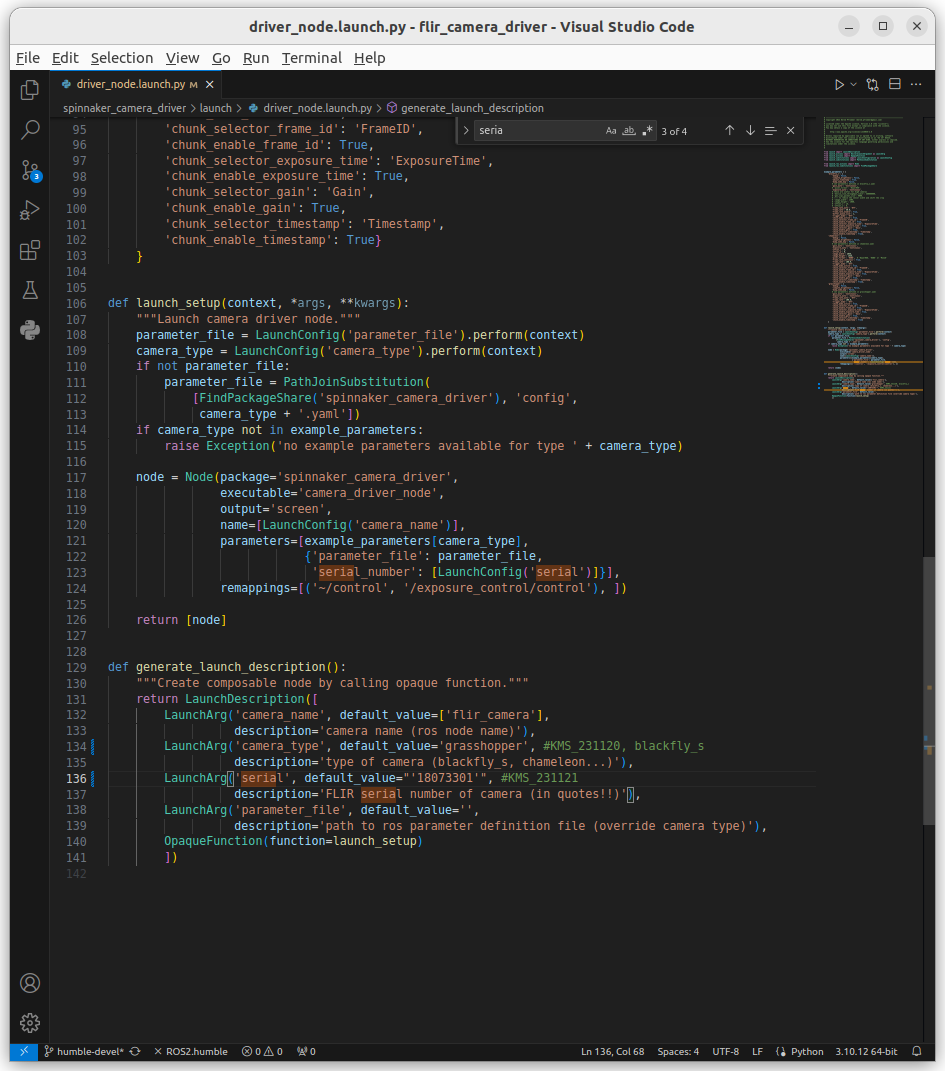 driver_node.launch.py - flir_camera_driver - Visual Studio Code
File Edit Selection View Go Run Terminal Help
driver_node.launch.py M
spinnaker_camera_driver > launch > driver_node.launch.py > generate_launch_description
seria Aa ab .* 3 of 4
95 'chunk_selector_frame_id': 'FrameID',
96 'chunk_enable_frame_id': True,
97 'chunk_selector_exposure_time': 'ExposureTime',
98 'chunk_enable_exposure_time': True,
99 'chunk_selector_gain': 'Gain',
100 'chunk_enable_gain': True,
101 'chunk_selector_timestamp': 'Timestamp',
102 'chunk_enable_timestamp': True}
103 }
104
105
106 def launch_setup(context, *args, **kwargs):
107 """Launch camera driver node."""
108 parameter_file = LaunchConfig('parameter_file').perform(context)
109 camera_type = LaunchConfig('camera_type').perform(context)
110 if not parameter_file:
111 parameter_file = PathJoinSubstitution(
112 [FindPackageShare('spinnaker_camera_driver'), 'config',
113 camera_type + '.yaml'])
114 if camera_type not in example_parameters:
115 raise Exception('no example parameters available for type ' + camera_type)
116
117 node = Node(package='spinnaker_camera_driver',
118 executable='camera_driver_node',
119 output='screen',
120 name=[LaunchConfig('camera_name')],
121 parameters=[example_parameters[camera_type],
122 {'parameter_file': parameter_file,
123 'serial_number': [LaunchConfig('serial')]}],
124 remappings=[('~/control', '/exposure_control/control'), ])
125
126 return [node]
127
128
129 def generate_launch_description():
130 """Create composable node by calling opaque function."""
131 return LaunchDescription([
132 LaunchArg('camera_name', default_value=['flir_camera'],
133 description='camera name (ros node name)'),
134 LaunchArg('camera_type', default_value='grasshopper', #KMS_231120, blackfly_s
135 description='type of camera (blackfly_s, chameleon...)'),
136 LaunchArg('serial', default_value="'18073301'", #KMS_231121
137 description='FLIR serial number of camera (in quotes!!)'),
138 LaunchArg('parameter_file', default_value='',
139 description='path to ros parameter definition file (override camera type)'),
140 OpaqueFunction(function=launch_setup)
141 ])
142
3
humble-devel* ROS2.humble 0 0 0 Ln 136, Col 68 Spaces: 4 UTF-8 LF Python 3.10.12 64-bit